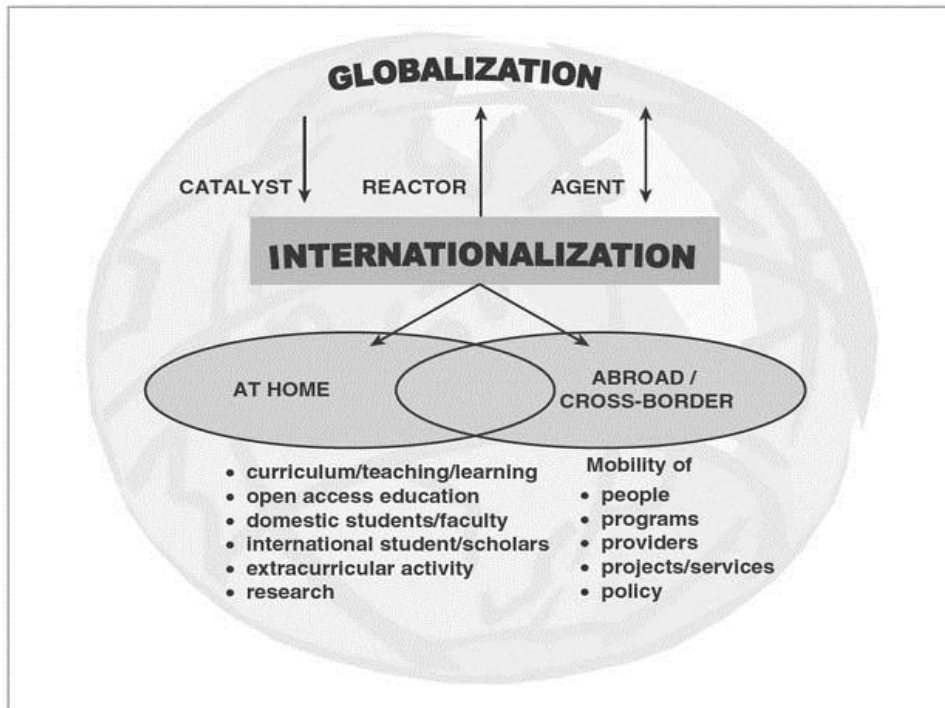 GLOBALIZATION
CATALYST REACTOR AGENT
INTERNATIONALIZATION
AT HOME
ABROAD /
CROSS-BORDER
• curriculum/teaching/learning
• open access education
• domestic students/faculty
• international student/scholars
• extracurricular activity
• research
Mobility of
• people
• programs
• providers
• projects/services
• policy